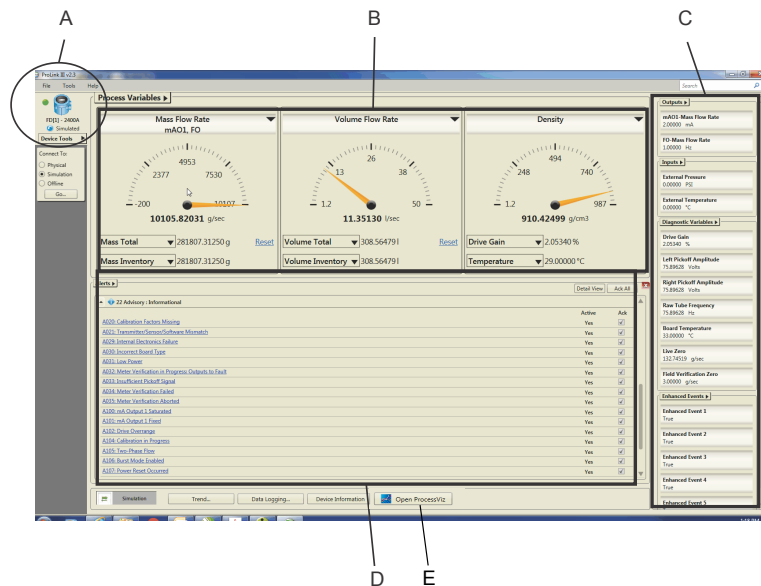 A
B
C
ProLink III v2.3
File Tools Help
Search
FD[1] - 2400A
Simulated
Device Tools
Connect To:
Physical
Simulation
Offline
Go...
Process Variables
Mass Flow Rate
mAO1, FO
-200
2377
4953
7530
10107
10105.82031 g/sec
Mass Total 281807.31250 g Reset
Mass Inventory 281807.31250 g
Volume Flow Rate
1.2
13
26
38
50
11.35130 l/sec
Volume Total 308.56479 l Reset
Volume Inventory 308.56479 l
Density
1.2
248
494
740
987
910.42499 g/cm3
Drive Gain 2.05340 %
Temperature 29.00000 °C
Alerts
Detail View Ack All
22 Advisory : Informational
Active Ack
A020: Calibration Factors Missing Yes
A021: Transmitter/Sensor/Software Mismatch Yes
A029: Internal Electronics Failure Yes
A030: Incorrect Board Type Yes
A031: Low Power Yes
A032: Meter Verification in Progress: Outputs to Fault Yes
A033: Insufficient Pickoff Signal Yes
A034: Meter Verification Failed Yes
A035: Meter Verification Aborted Yes
A100: mA Output 1 Saturated Yes
A101: mA Output 1 Fixed Yes
A102: Drive Overrange Yes
A104: Calibration in Progress Yes
A105: Two-Phase Flow Yes
A106: Burst Mode Enabled Yes
A107: Power Reset Occurred Yes
Simulation
Trend...
Data Logging...
Device Information
Open ProcessViz
Outputs
mAO1-Mass Flow Rate
2.00000 mA
FO-Mass Flow Rate
1.00000 Hz
Inputs
External Pressure
0.00000 PSI
External Temperature
0.00000 °C
Diagnostic Variables
Drive Gain
2.05340 %
Left Pickoff Amplitude
75.89628 Volts
Right Pickoff Amplitude
75.89628 Volts
Raw Tube Frequency
75.89628 Hz
Board Temperature
33.00000 °C
Live Zero
132.74519 g/sec
Field Verification Zero
3.00000 g/sec
Enhanced Events
Enhanced Event 1
True
Enhanced Event 2
True
Enhanced Event 3
True
Enhanced Event 4
True
Enhanced Event 5
D
E